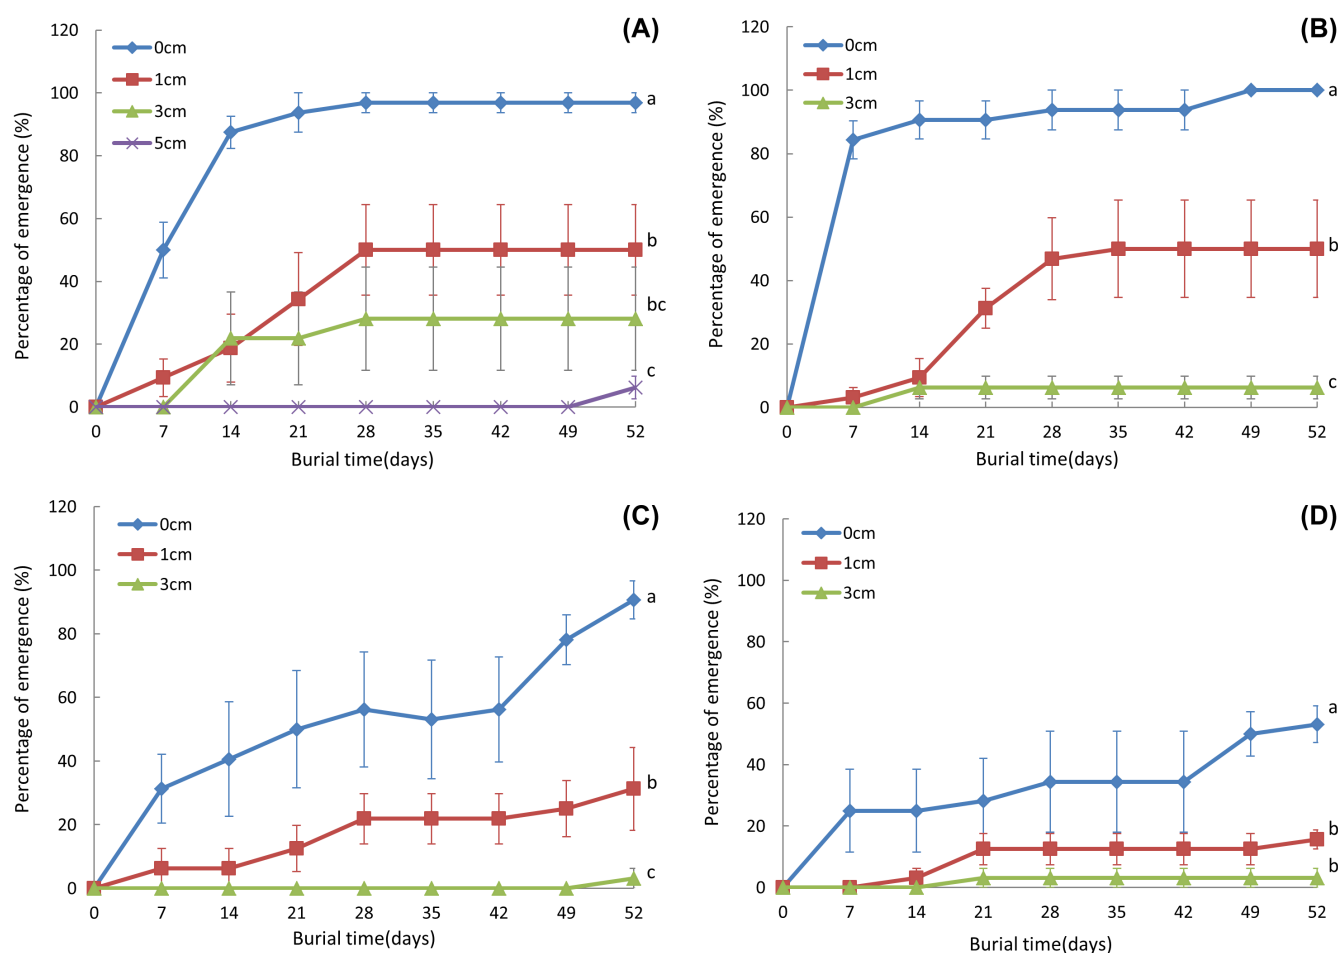 (A)
120
100
80
60
40
20
0
Percentage of emergence (%)
0cm
1cm
3cm
5cm
a
b
bc
c
0 7 14 21 28 35 42 49 52
Burial time(days)
(B)
120
100
80
60
40
20
0
Percentage of emergence (%)
0cm
1cm
3cm
a
b
c
0 7 14 21 28 35 42 49 52
Burial time(days)
(C)
120
100
80
60
40
20
0
Percentage of emergence (%)
0cm
1cm
3cm
a
b
c
0 7 14 21 28 35 42 49 52
Burial time(days)
(D)
120
100
80
60
40
20
0
Percentage of emergence (%)
0cm
1cm
3cm
a
b
b
0 7 14 21 28 35 42 49 52
Burial time(days)